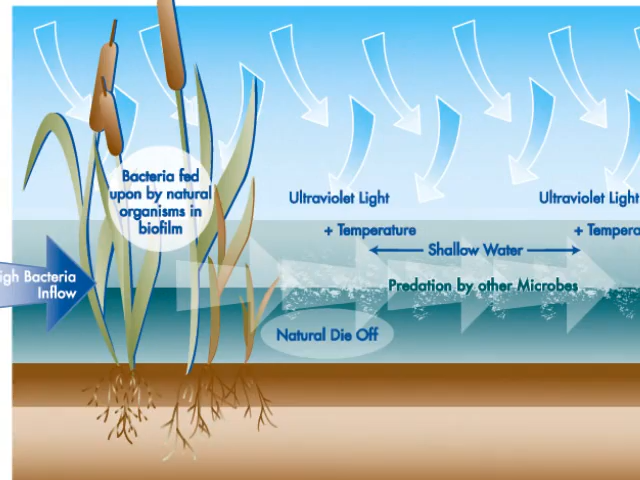 Bacteria fed
upon by natural
organisms in
biofilm
Ultraviolet Light
+ Temperature
Ultraviolet Light
+
Shallow Water
Bacteria
Inflow
Predation by other Microbes
Natural Die Off